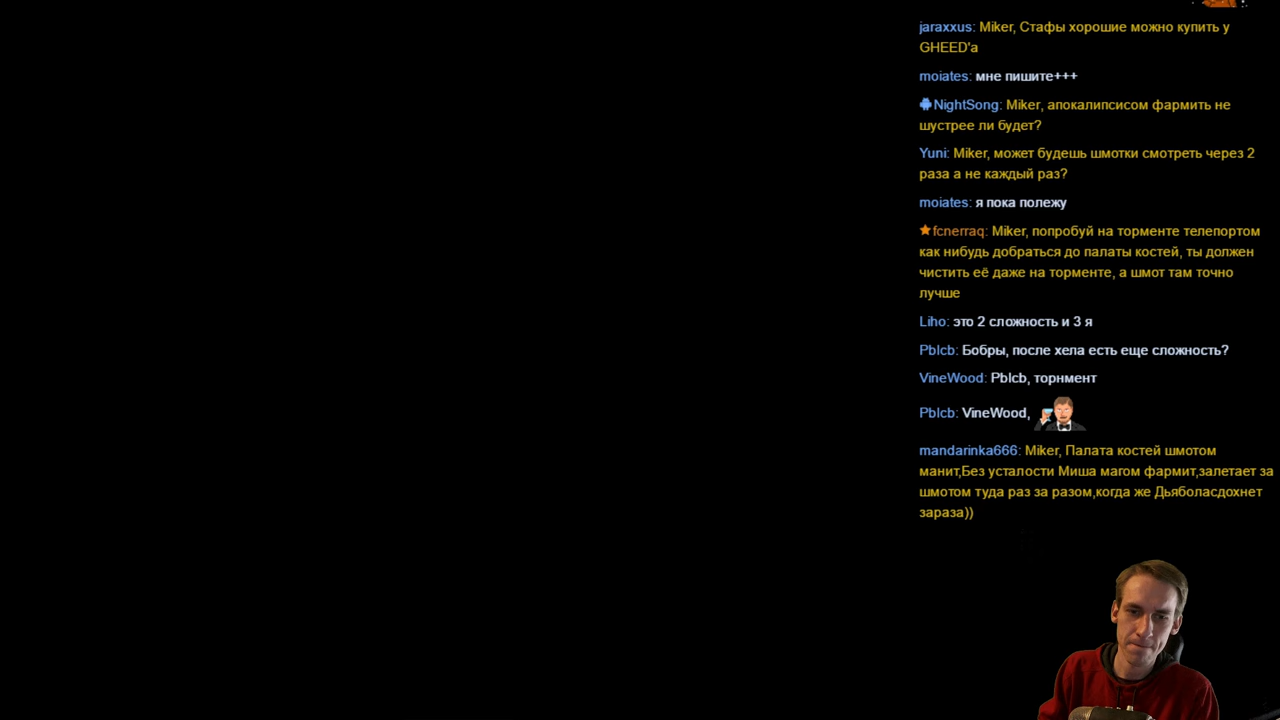 jaraxxus: Miker, Стафы хорошие можно купить у
GHEED'a
moiates: мне пишите+++
NightSong: Miker, апокалипсисом фармить не
шустрее ли будет?
Yuni: Miker, может будешь шмотки смотреть через 2
раза а не каждый раз?
moiates: я пока полежу
fcnerraq: Miker, попробуй на торменте телепортом
как нибудь добраться до палаты костей, ты должен
чистить её даже на торменте, а шмот там точно
лучше
Liho: это 2 сложность и 3 я
Pblcb: Бобры, после хела есть еще сложность?
VineWood: Pblcb, торнмент
Pblcb: VineWood,
mandarinka666: Miker, Палата костей шмотом
манит,Без усталости Миша магом фармит,залетает за
шмотом туда раз за разом,когда же Дьяболасдохнет
зараза))